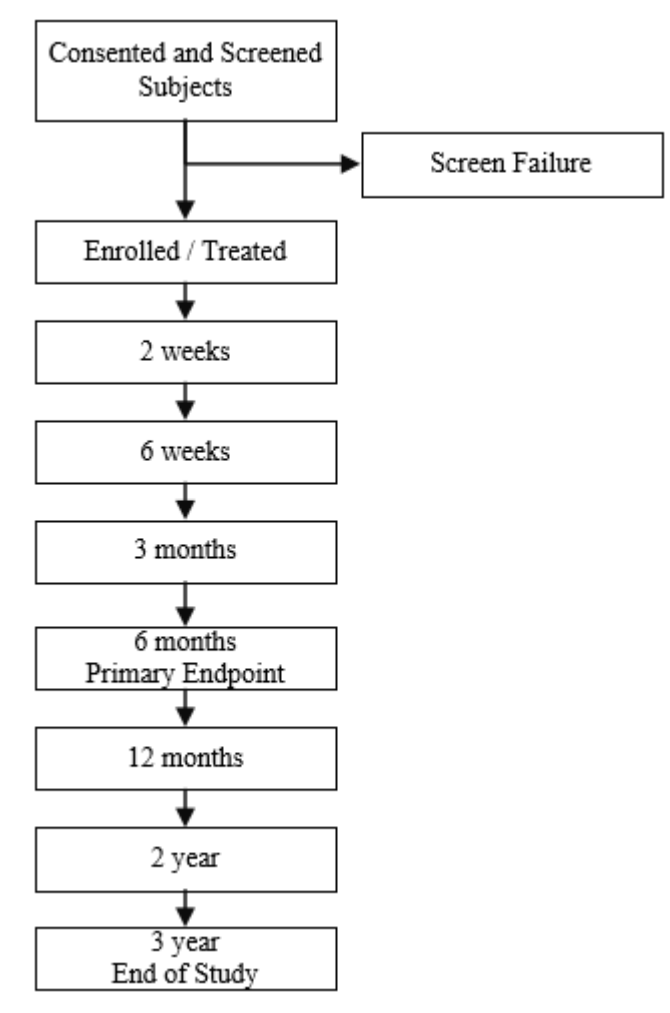 Consented and Screened
Subjects
Screen Failure
Enrolled / Treated
2 weeks
6 weeks
3 months
6 months
Primary Endpoint
12 months
2 year
3 year
End of Study